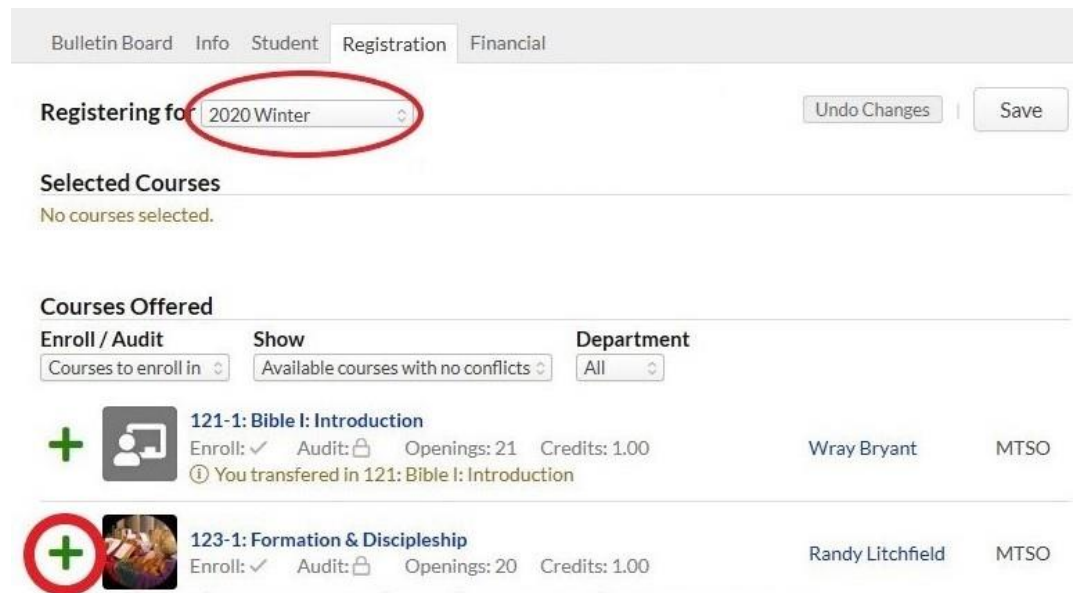 Bulletin Board Info Student Registration Financial
Registering for 2020 Winter Undo Changes | Save
Selected Courses
No courses selected.
Courses Offered
Enroll / Audit Show Department
Courses to enroll in Available courses with no conflicts All
121-1: Bible I: Introduction
Enroll: ✓ Audit: Openings: 21 Credits: 1.00 Wray Bryant MTSO
You transfered in 121: Bible I: Introduction
123-1: Formation & Discipleship
Enroll: ✓ Audit: Openings: 20 Credits: 1.00 Randy Litchfield MTSO